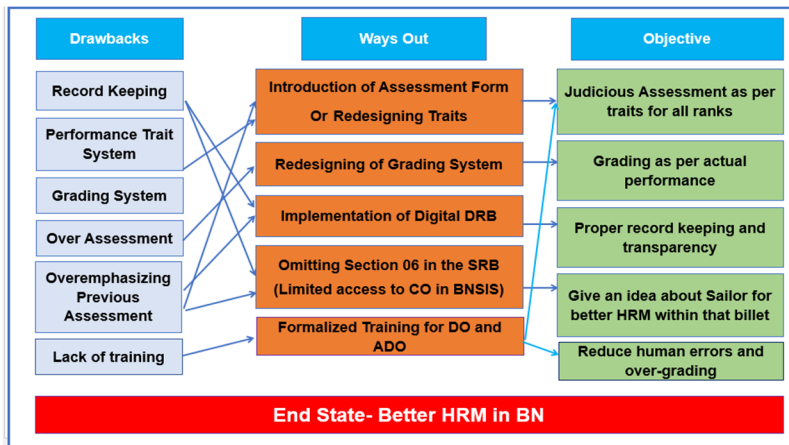 Drawbacks
Ways Out
Objective
Record Keeping
Performance Trait
System
Grading System
Over Assessment
Overemphasizing
Previous
Assessment
Lack of training
Introduction of Assessment Form
Or Redesigning Traits
Redesigning of Grading System
Implementation of Digital DRB
Omitting Section 06 in the SRB
(Limited access to CO in BNSIS)
Formalized Training for DO and
ADO
Judicious Assessment as per
traits for all ranks
Grading as per actual
performance
Proper record keeping and
transparency
Give an idea about Sailor for
better HRM within that billet
Reduce human errors and
over-grading
End State- Better HRM in BN